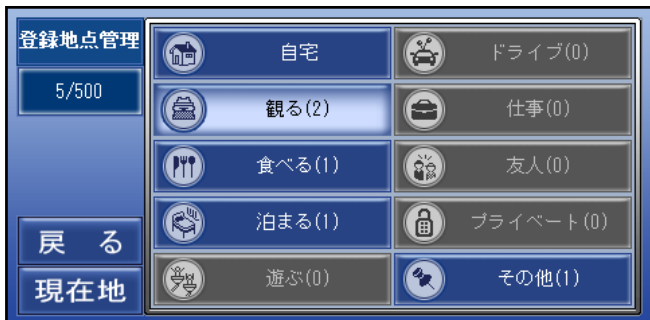 登録地点管理
5/500
自宅
ドライブ(0)
観る(2)
仕事(0)
食べる(1)
友人(0)
泊まる(1)
プライベート(0)
遊ぶ(0)
その他(1)
戻 る
現在地